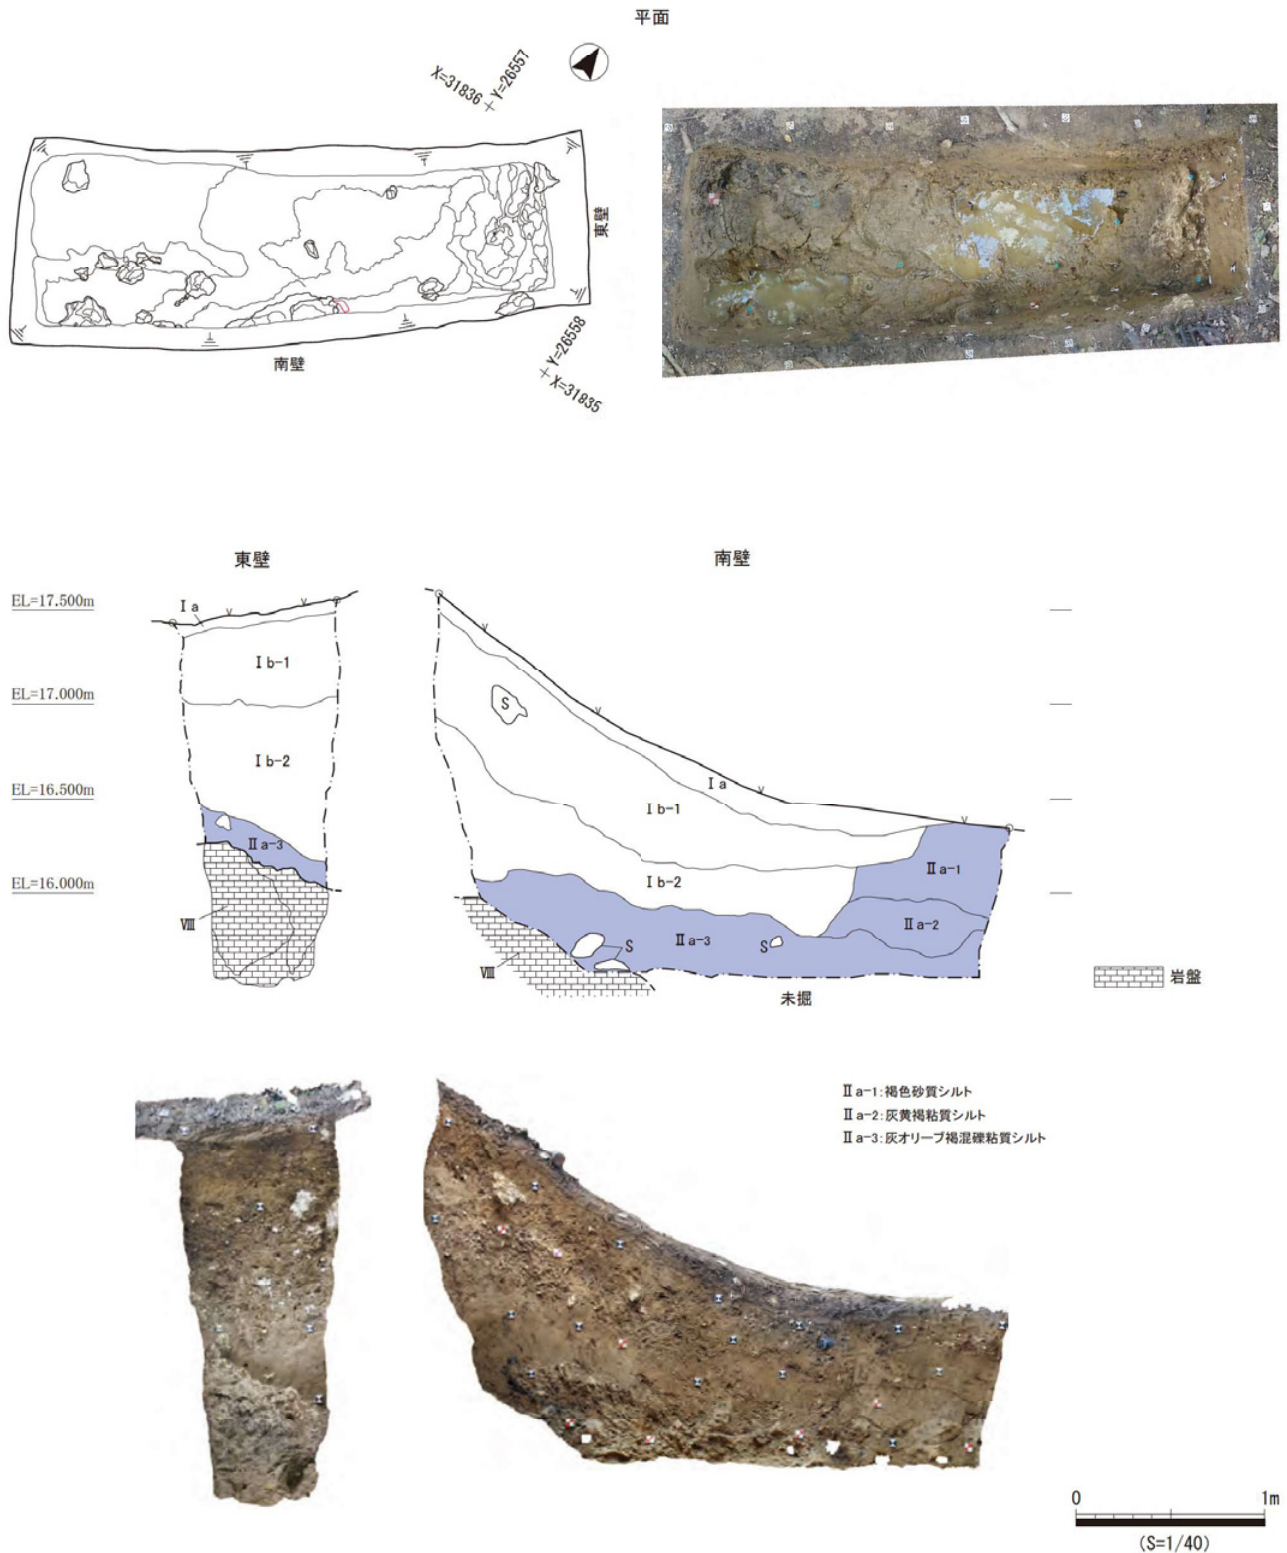 平面
X=31836
Y=26557
東壁
南壁
Y=26558
X=31835
東壁
南壁
EL=17.500m
Ⅰa
Ⅰb-1
EL=17.000m
S
Ⅰb-2
EL=16.500m
Ⅰa
Ⅰb-1
Ⅱa-3
Ⅱa-1
EL=16.000m
Ⅰb-2
Ⅷ
Ⅱa-2
Ⅱa-3
S
S
Ⅷ
岩盤
未掘
Ⅱa-1:褐色砂質シルト
Ⅱa-2:灰黄褐粘質シルト
Ⅱa-3:灰オリーブ褐混礫粘質シルト
0 1m
(S=1/40)